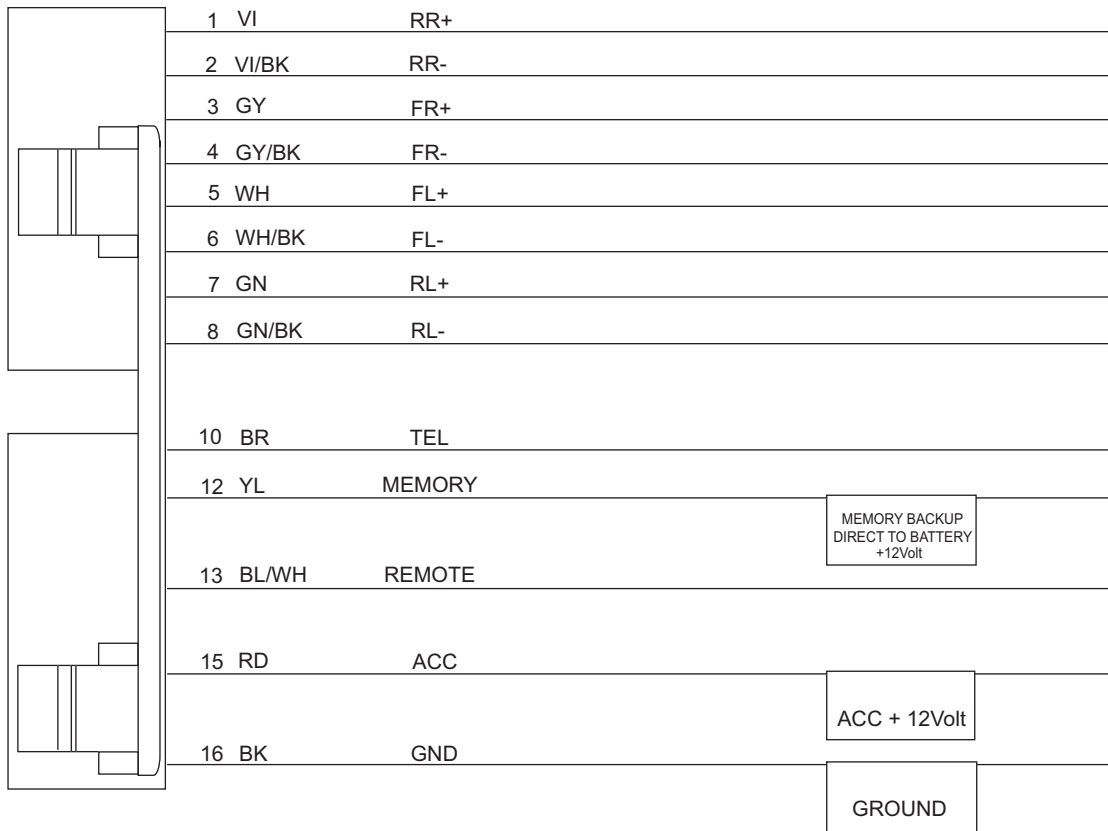 1 VI RR+
2 VI/BK RR-
3 GY FR+
4 GY/BK FR-
5 WH FL+
6 WH/BK FL-
7 GN RL+
8 GN/BK RL-
10 BR TEL
12 YL MEMORY
MEMORY BACKUP
DIRECT TO BATTERY
+12Volt
13 BL/WH REMOTE
15 RD ACC
ACC + 12Volt
16 BK GND
GROUND